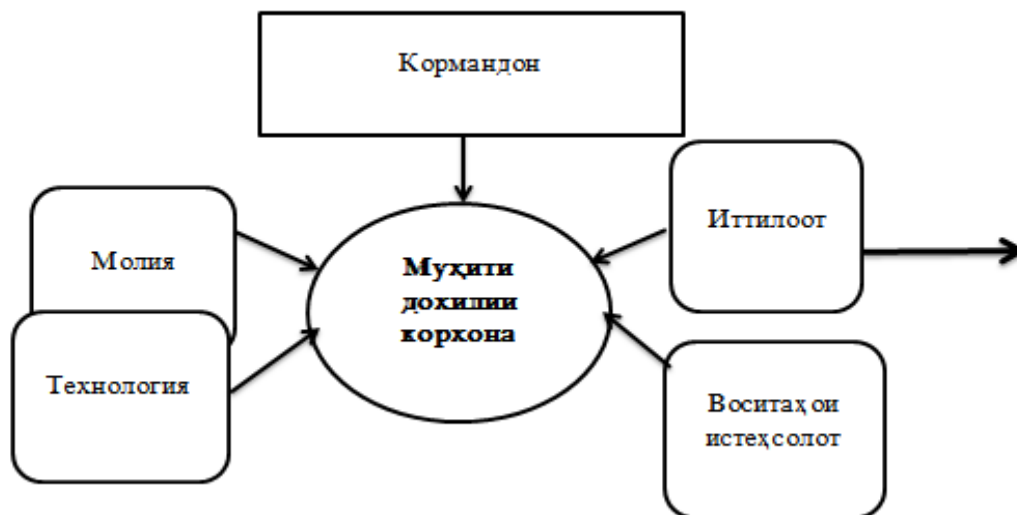 Кормандон
Молия
Технология
Муҳити
дохилии
корхона
Иттилоот
Воситаҳои
истеҳсолот